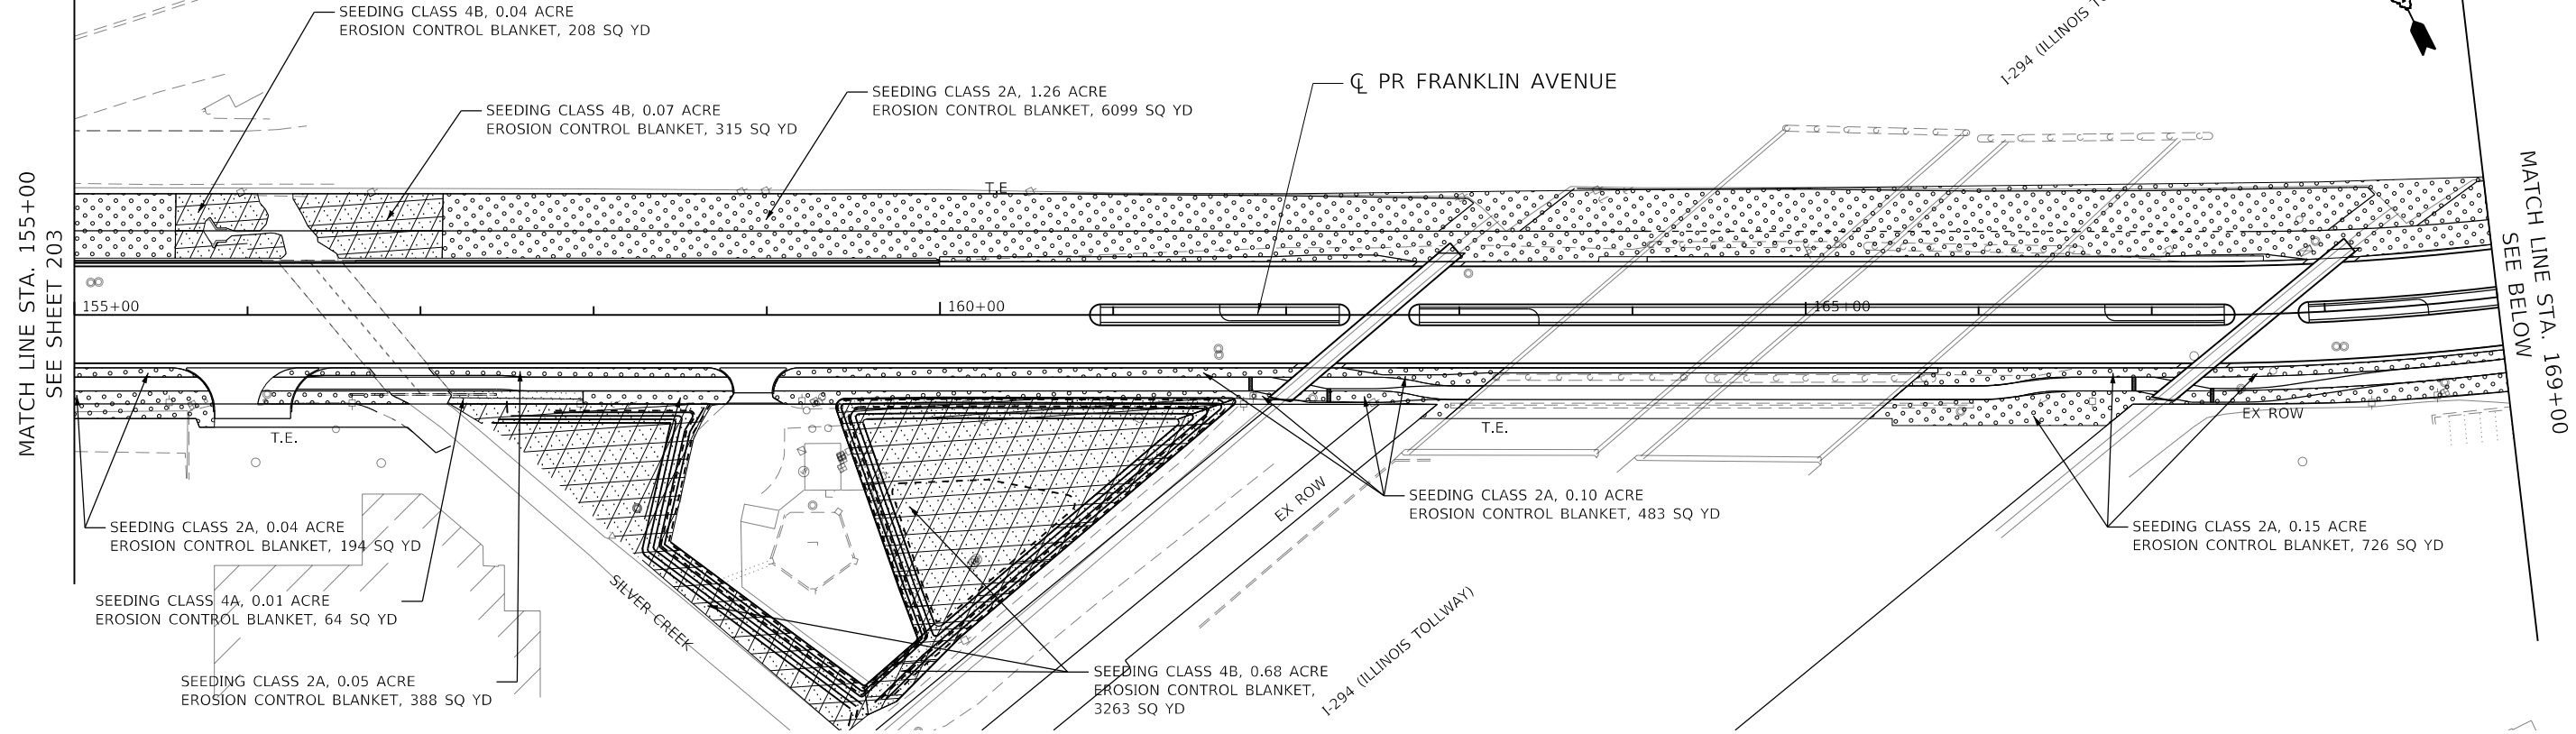 SEEDING CLASS 4B, 0.04 ACRE
EROSION CONTROL BLANKET, 208 SQ YD
SEEDING CLASS 4B, 0.07 ACRE
EROSION CONTROL BLANKET, 315 SQ YD
SEEDING CLASS 2A, 1.26 ACRE
EROSION CONTROL BLANKET, 6099 SQ YD
℄ PR FRANKLIN AVENUE
I-294 (ILLINOIS
MATCH LINE STA. 155+00
SEE SHEET 203
MATCH LINE STA. 169+00
SEE BELOW
T.E.
155+00
160+00
165+00
T.E.
T.E.
EX ROW
EX ROW
SEEDING CLASS 2A, 0.04 ACRE
EROSION CONTROL BLANKET, 194 SQ YD
SEEDING CLASS 2A, 0.10 ACRE
EROSION CONTROL BLANKET, 483 SQ YD
SEEDING CLASS 2A, 0.15 ACRE
EROSION CONTROL BLANKET, 726 SQ YD
SEEDING CLASS 4A, 0.01 ACRE
EROSION CONTROL BLANKET, 64 SQ YD
SILVER CREEK
I-294 (ILLINOIS TOLLWAY)
SEEDING CLASS 2A, 0.05 ACRE
EROSION CONTROL BLANKET, 388 SQ YD
SEEDING CLASS 4B, 0.68 ACRE
EROSION CONTROL BLANKET,
3263 SQ YD